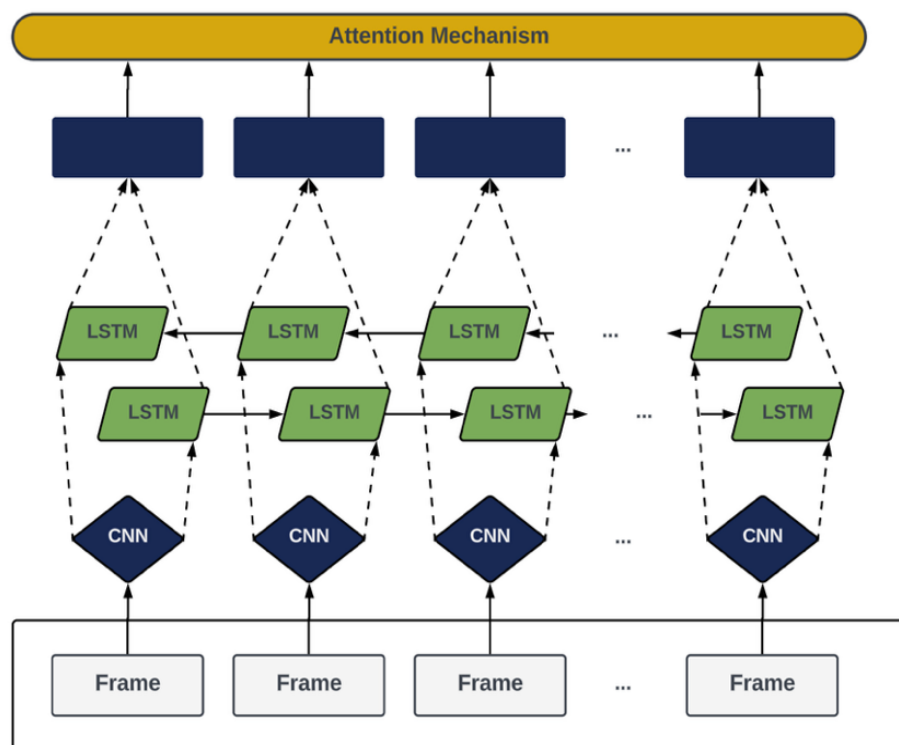 Attention Mechanism
...
LSTM LSTM LSTM ... LSTM
LSTM LSTM LSTM ... LSTM
CNN CNN CNN ... CNN
Frame Frame Frame ... Frame